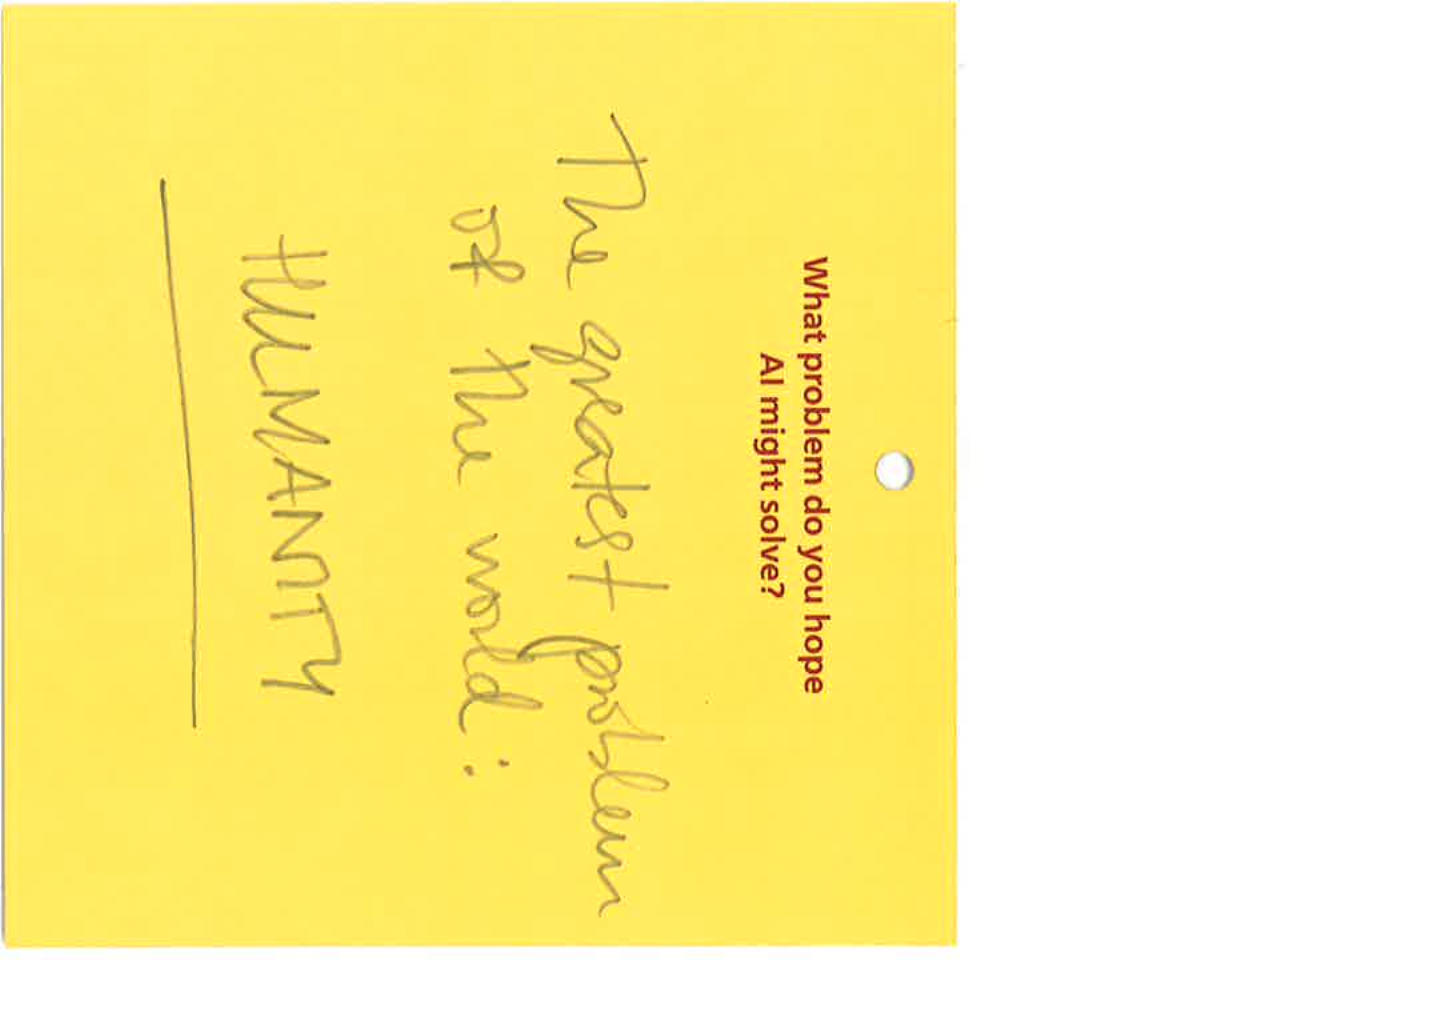 What problem do you hope
AI might solve?
The greatest problem
of the world:
HUMANITY